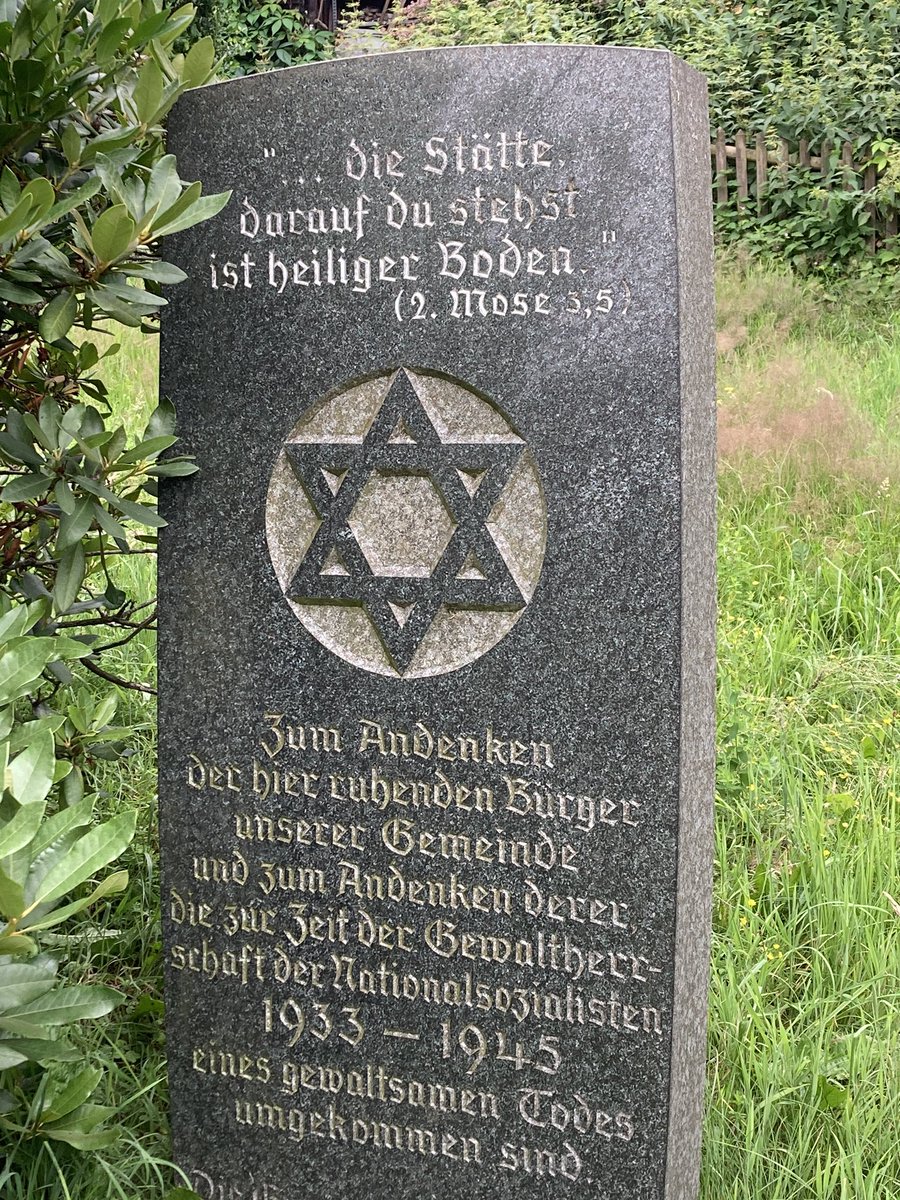 "... die Stätte,
darauf du stehst
ist heiliger Boden."
(2. Mose 3,5)
Zum Andenken
der hier ruhenden Bürger
unserer Gemeinde
und zum Andenken derer,
die zur Zeit der Gewaltherr-
schaft der Nationalsozialisten
1933 – 1945
eines gewaltsamen Todes
umgekommen sind.